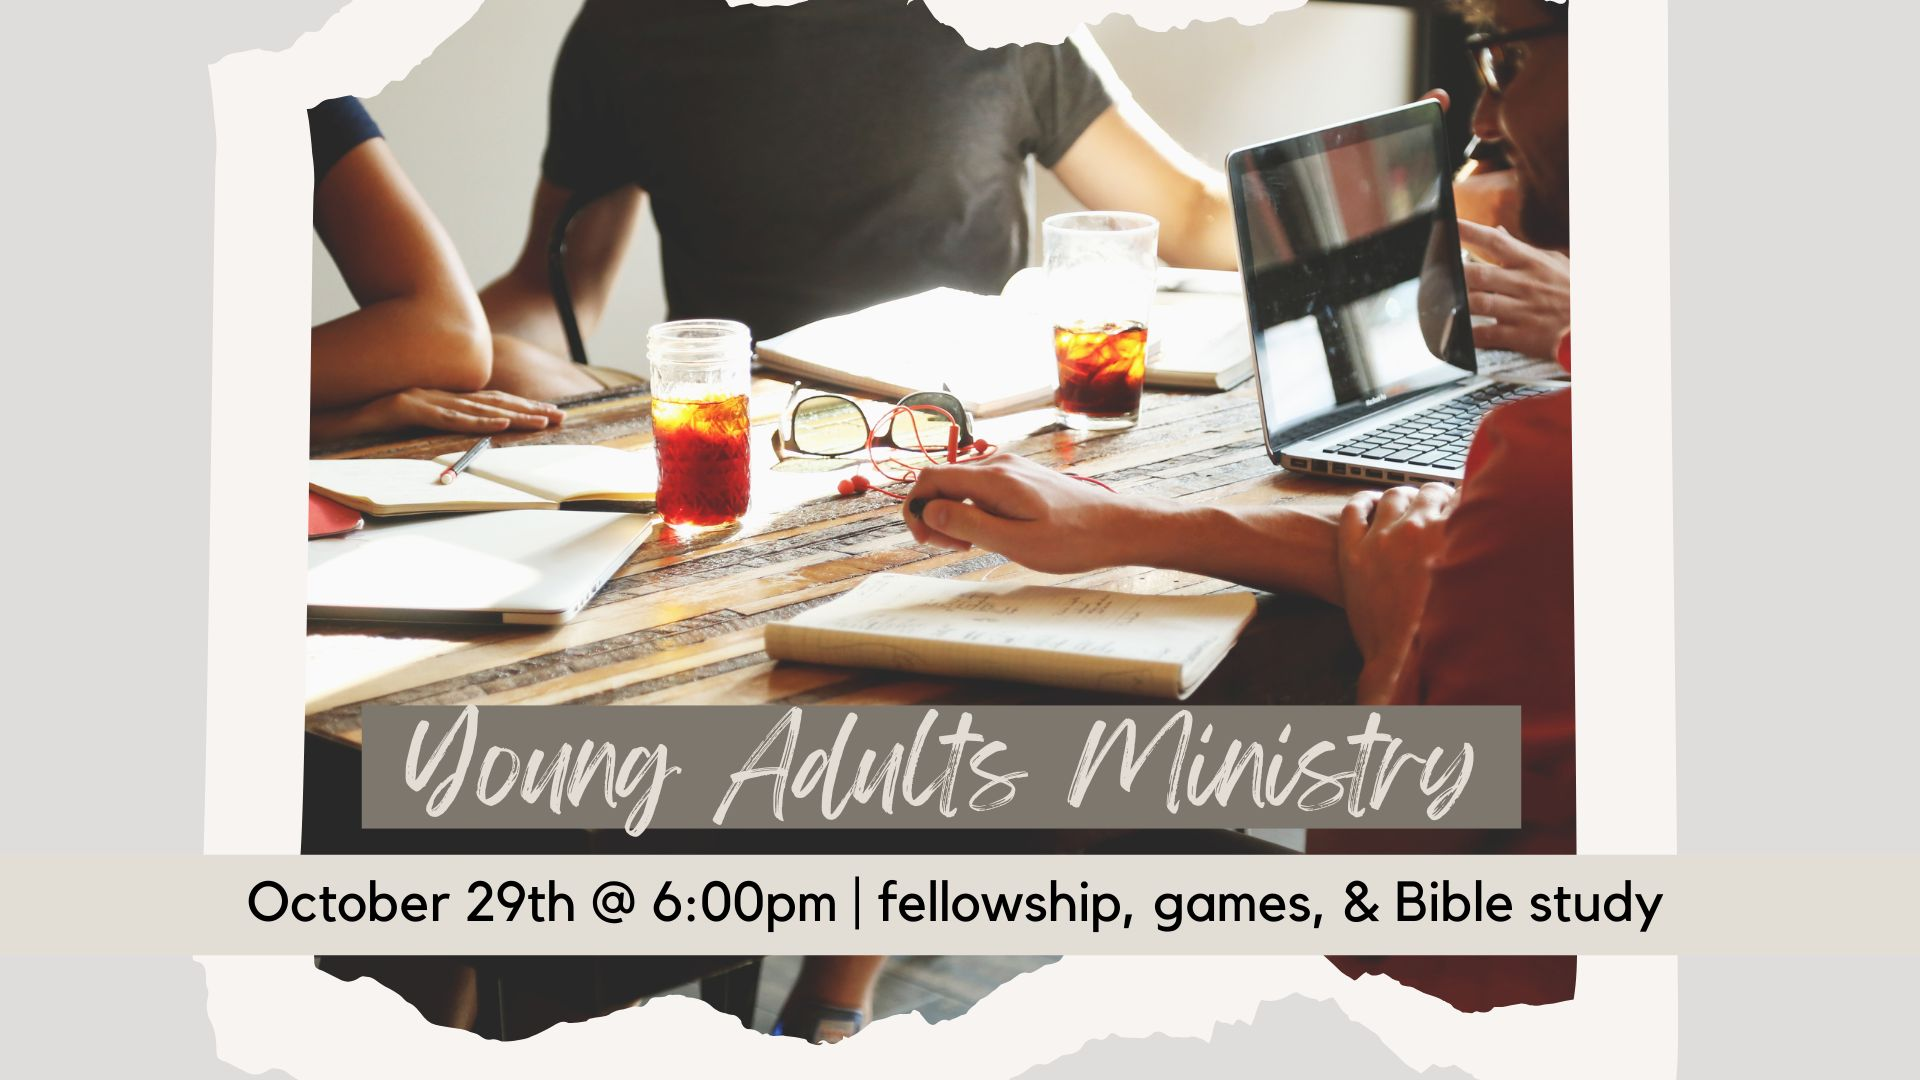 Young Adults Ministry
October 29th @ 6:00pm | fellowship, games, & Bible study